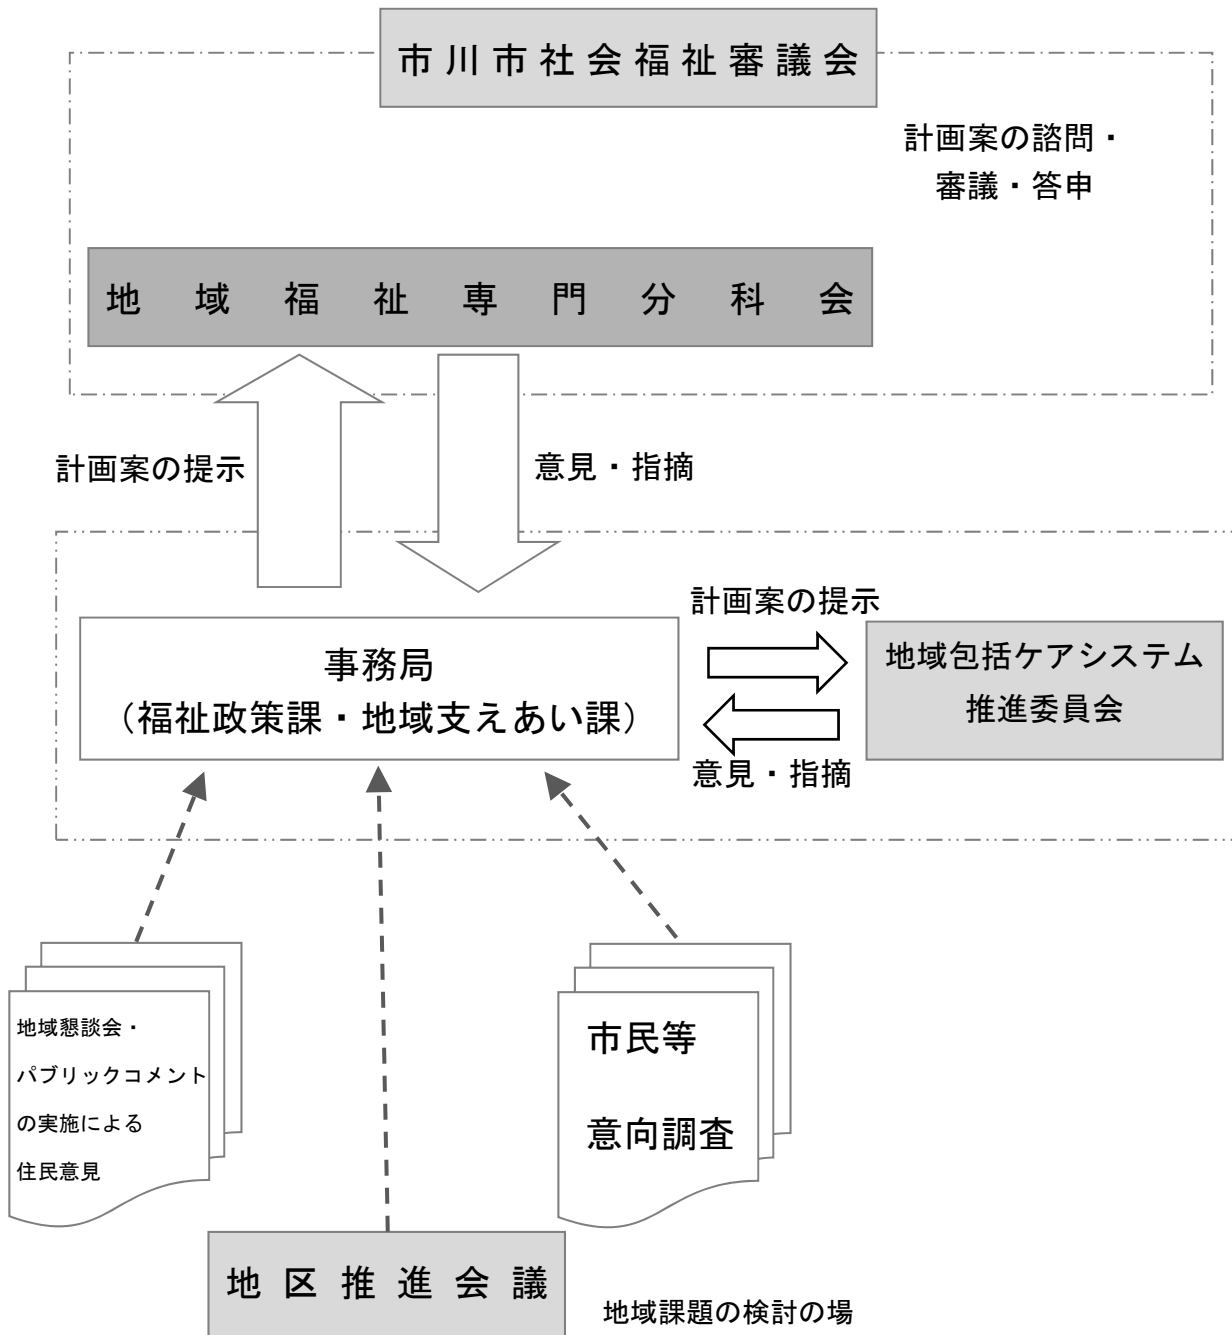 市川市社会福祉審議会
計画案の諮問・
審議・答申
地域福祉専門分科会
計画案の提示
意見・指摘
計画案の提示
事務局
（福祉政策課・地域支えあい課）
地域包括ケアシステム
推進委員会
意見・指摘
地域懇談会・
パブリックコメント
の実施による
住民意見
市民等
意向調査
地区推進会議
地域課題の検討の場